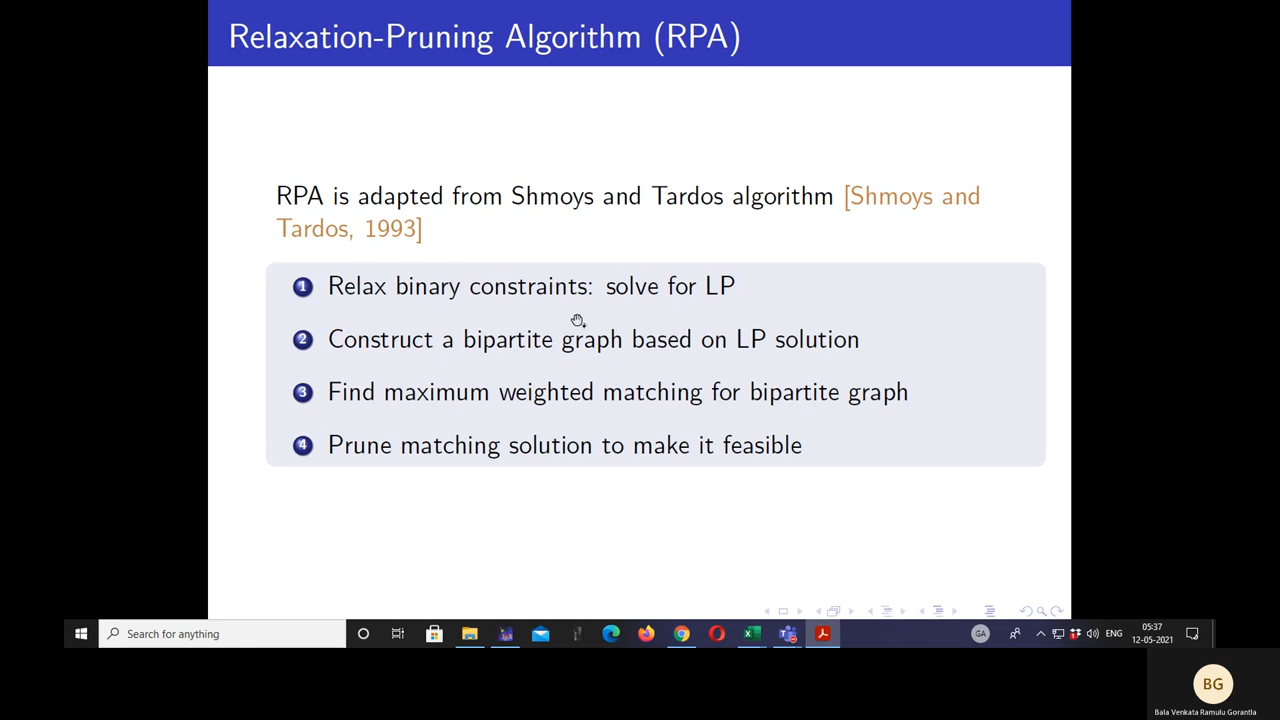 Relaxation-Pruning Algorithm (RPA)
RPA is adapted from Shmoys and Tardos algorithm [Shmoys and
Tardos, 1993]
1 Relax binary constraints: solve for LP
2 Construct a bipartite graph based on LP solution
3 Find maximum weighted matching for bipartite graph
4 Prune matching solution to make it feasible
Search for anything
GA
ENG
05:37
12-05-2021
BG
Bala Venkata Ramulu Gorantla